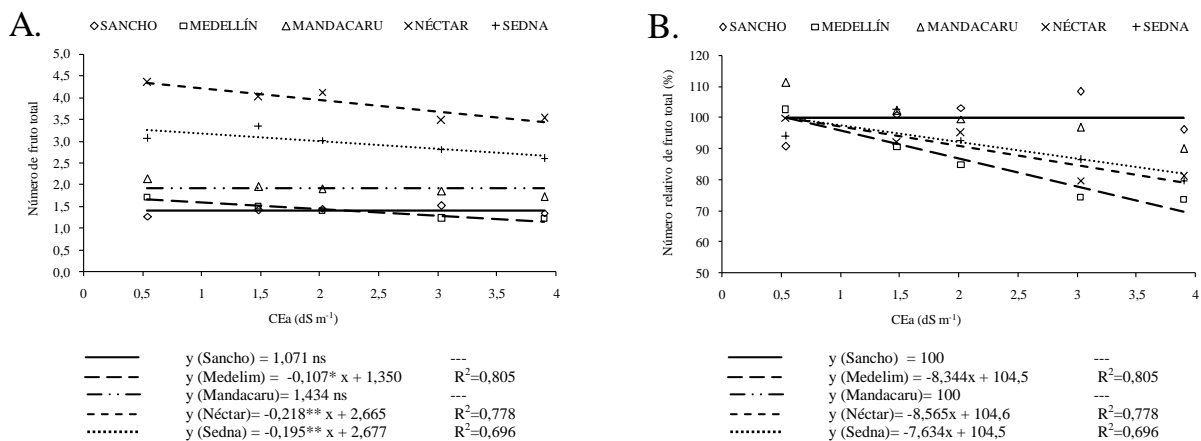 A.
◇SANCHO □MEDELLÍN △MANDACARU ×NÉCTAR +SEDNA
Número de fruto total
5,0
4,5
4,0
3,5
3,0
2,5
2,0
1,5
1,0
0,5
0,0
0 0,5 1 1,5 2 2,5 3 3,5 4
CEa (dS m⁻¹)
y (Sancho) = 1,071 ns ---
y (Medelim) = -0,107* x + 1,350 R²=0,805
y (Mandacaru) = 1,434 ns ---
y (Néctar)= -0,218** x + 2,665 R²=0,778
y (Sedna) = -0,195** x + 2,677 R²=0,696
B.
◇SANCHO □MEDELLÍN △MANDACARU ×NÉCTAR +SEDNA
Número relativo de fruto total (%)
120
110
100
90
80
70
60
50
0 0,5 1 1,5 2 2,5 3 3,5 4
CEa (dS m⁻¹)
y (Sancho) = 100 ---
y (Medelim) = -8,344x + 104,5 R²=0,805
y (Mandacaru) = 100 ---
y (Néctar) = -8,565x + 104,6 R²=0,778
y (Sedna)= -7,634x + 104,5 R²=0,696